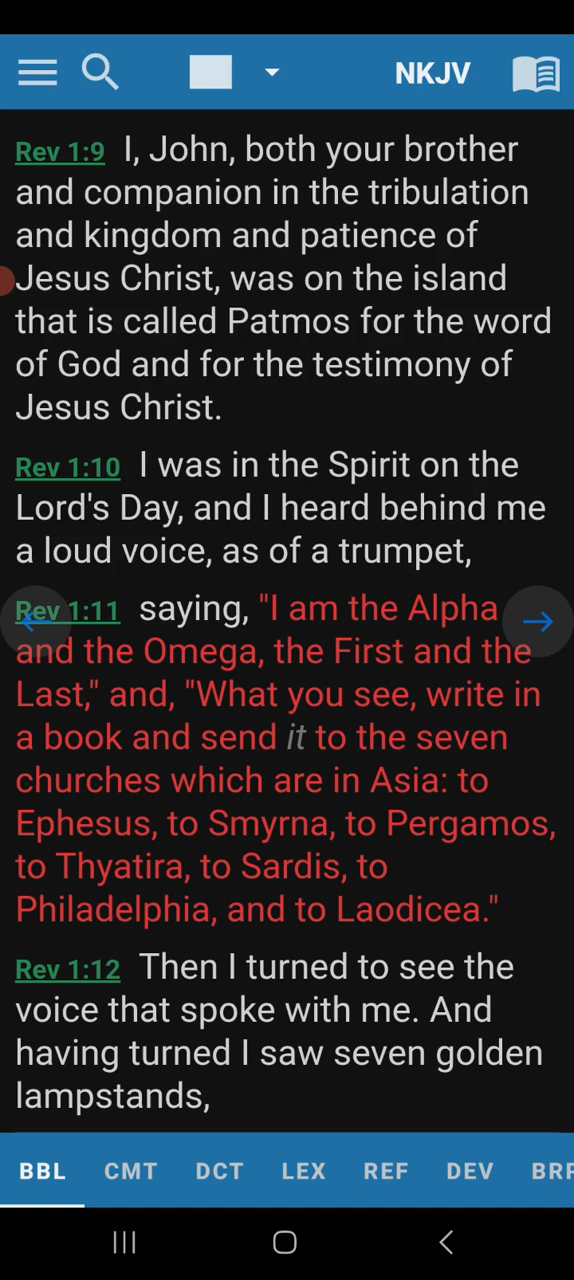 NKJV
Rev 1:9 I, John, both your brother
and companion in the tribulation
and kingdom and patience of
Jesus Christ, was on the island
that is called Patmos for the word
of God and for the testimony of
Jesus Christ.
Rev 1:10 I was in the Spirit on the
Lord's Day, and I heard behind me
a loud voice, as of a trumpet,
Rev 1:11 saying, "I am the Alpha
and the Omega, the First and the
Last," and, "What you see, write in
a book and send it to the seven
churches which are in Asia: to
Ephesus, to Smyrna, to Pergamos,
to Thyatira, to Sardis, to
Philadelphia, and to Laodicea."
Rev 1:12 Then I turned to see the
voice that spoke with me. And
having turned I saw seven golden
lampstands,
BBL CMT DCT LEX REF DEV